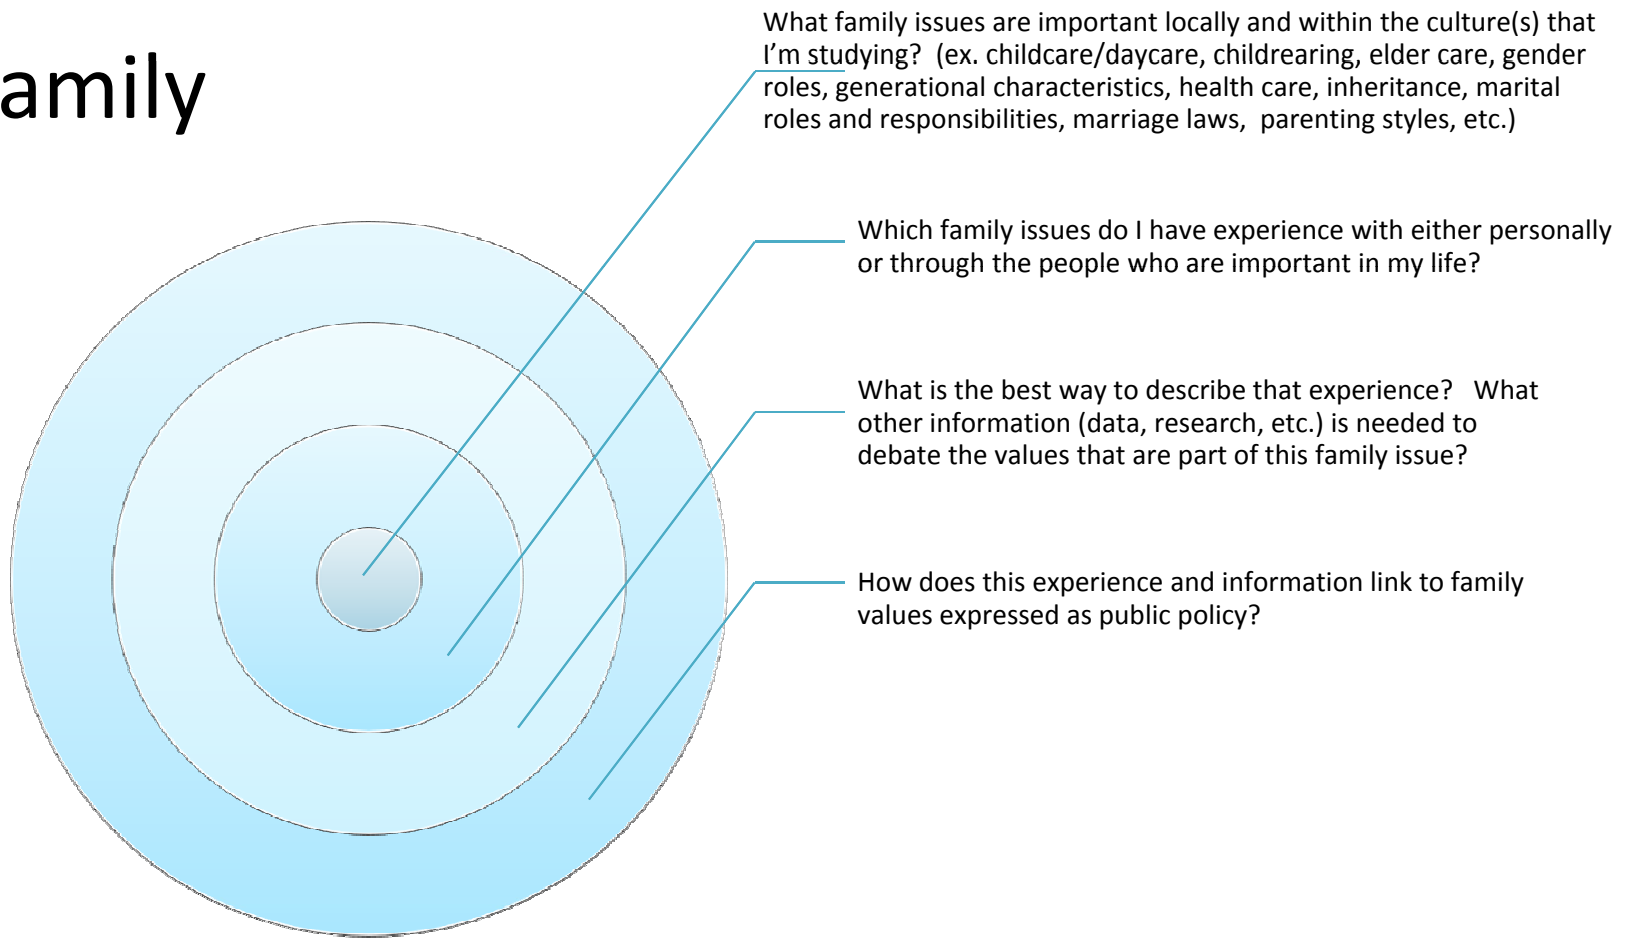 amily
What family issues are important locally and within the culture(s) that
I’m studying?  (ex. childcare/daycare, childrearing, elder care, gender
roles, generational characteristics, health care, inheritance, marital
roles and responsibilities, marriage laws,  parenting styles, etc.)
Which family issues do I have experience with either personally
or through the people who are important in my life?
What is the best way to describe that experience?   What
other information (data, research, etc.) is needed to
debate the values that are part of this family issue?
How does this experience and information link to family
values expressed as public policy?